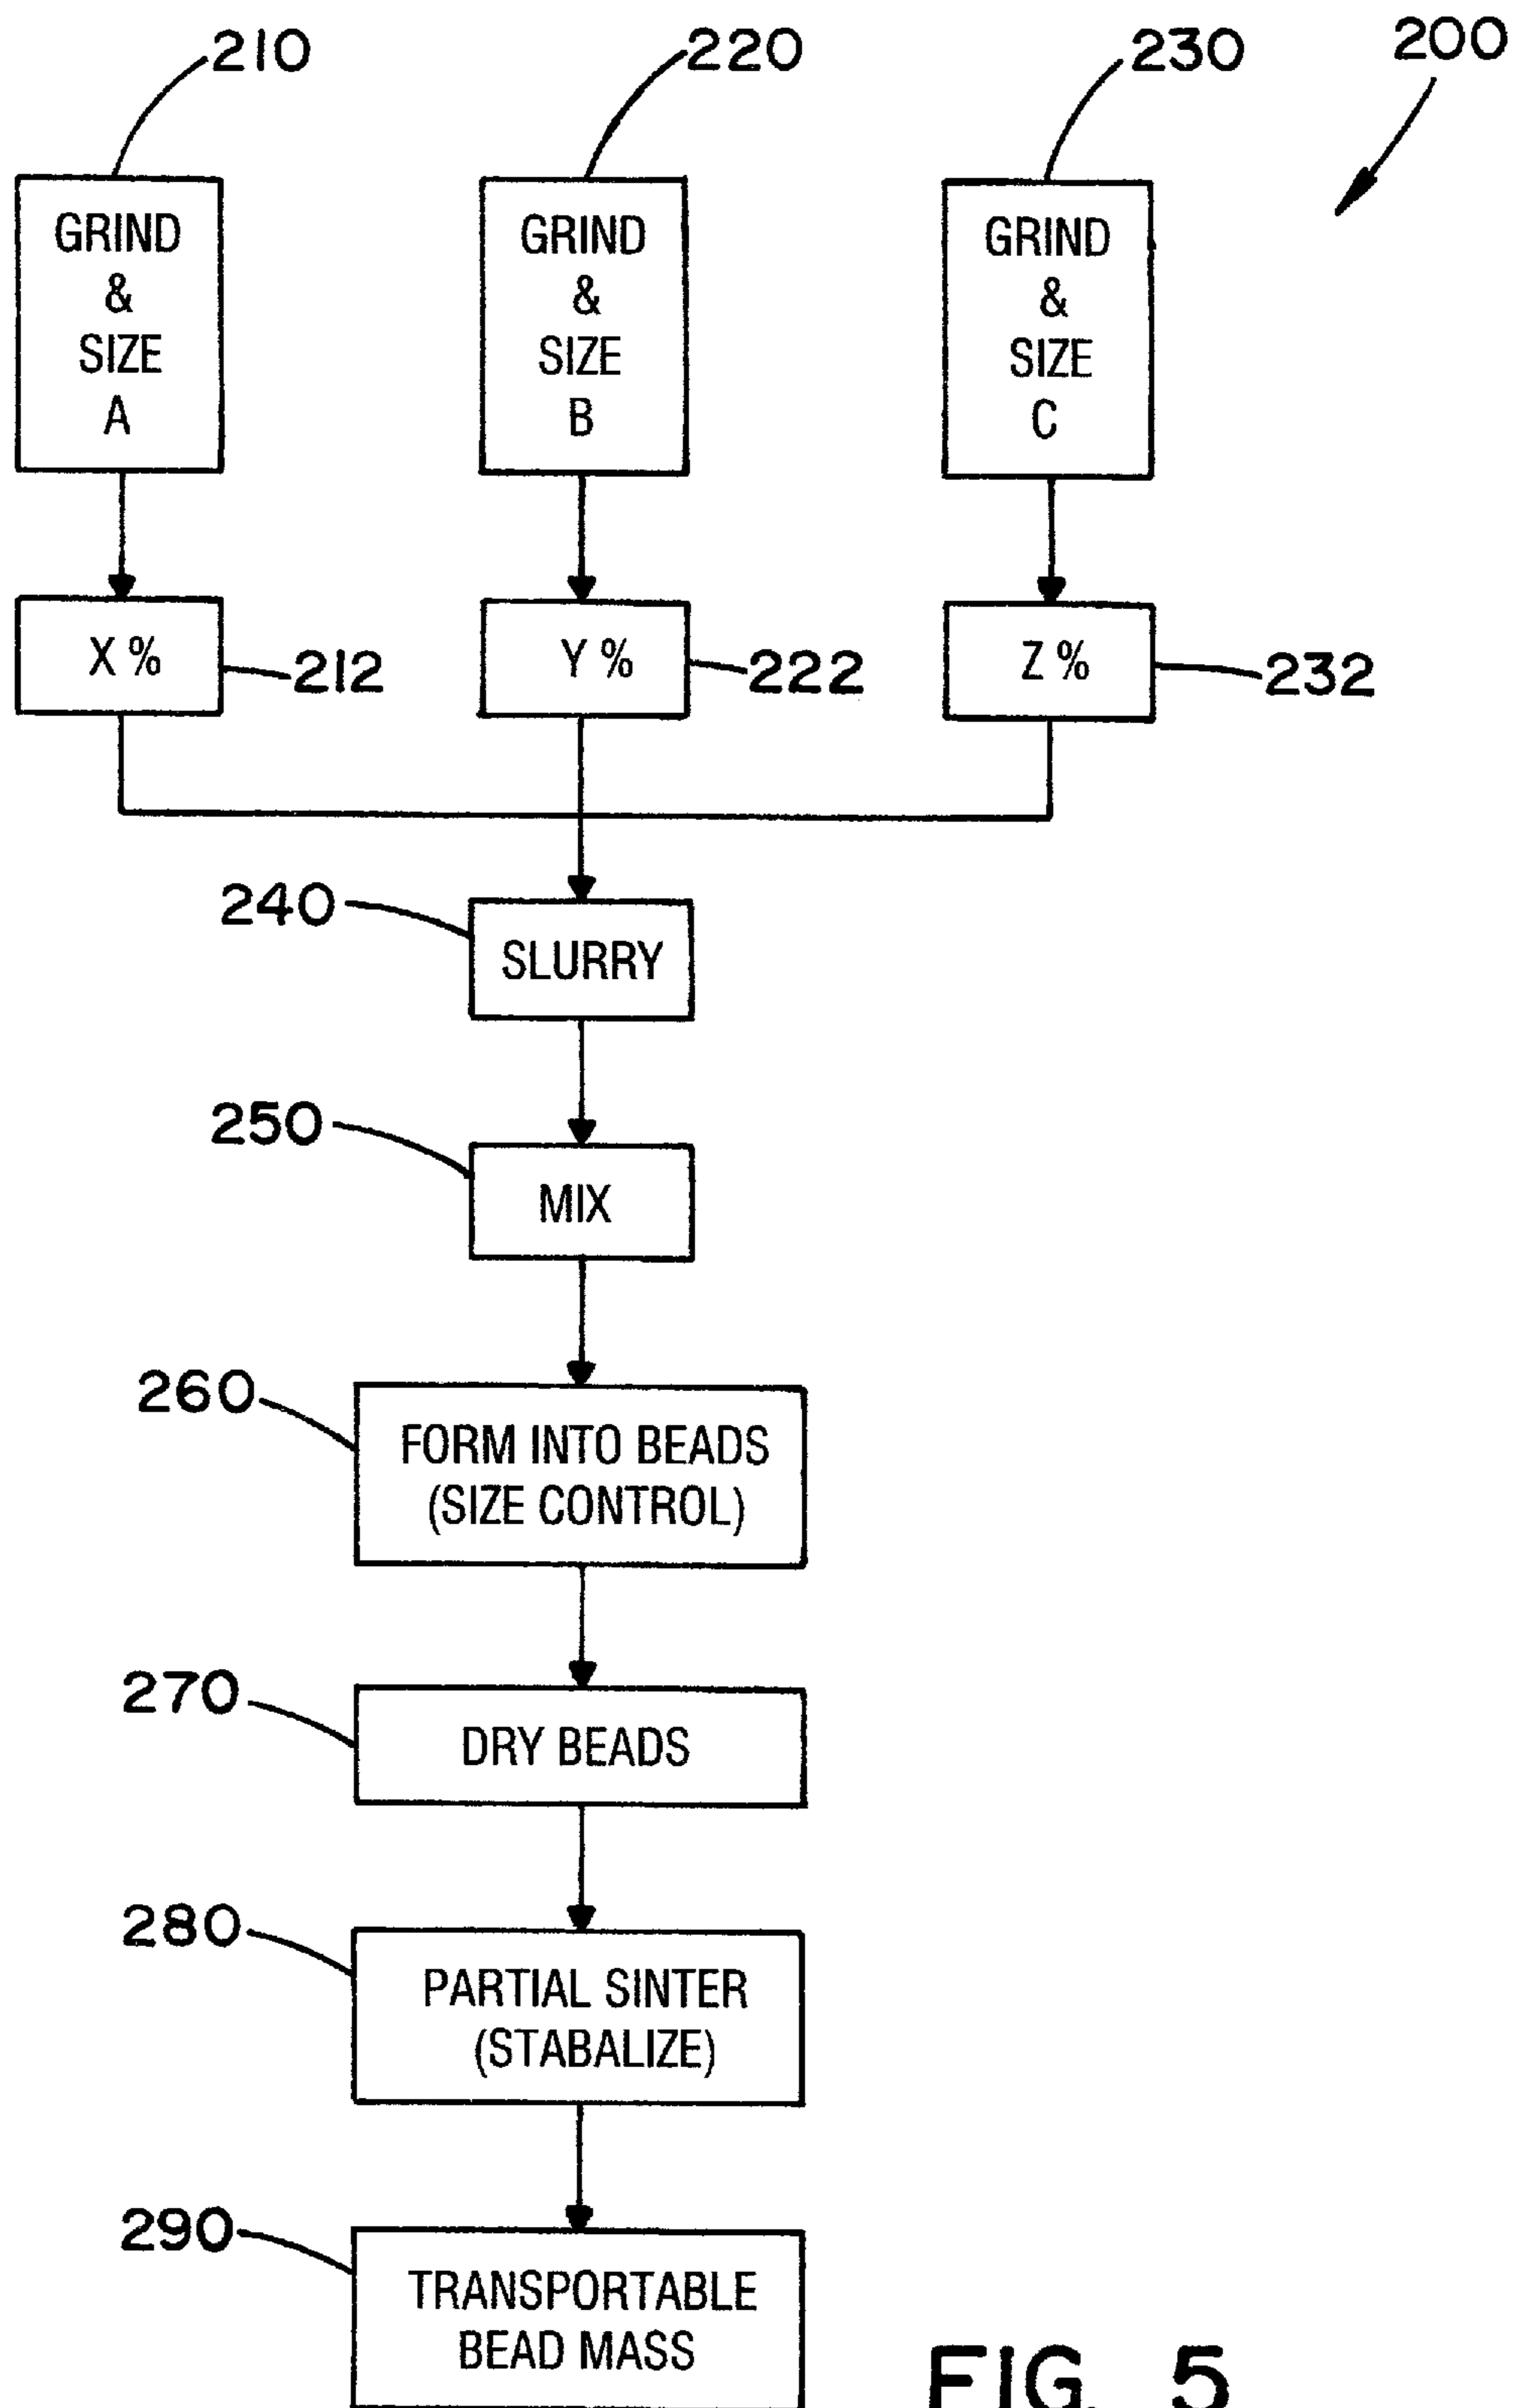 210
220
230
200
GRIND
&
SIZE
A
GRIND
&
SIZE
B
GRIND
&
SIZE
C
X %
212
Y %
222
Z %
232
240
SLURRY
250
MIX
260
FORM INTO BEADS
(SIZE CONTROL)
270
DRY BEADS
280
PARTIAL SINTER
(STABALIZE)
290
TRANSPORTABLE
BEAD MASS
FIG. 5